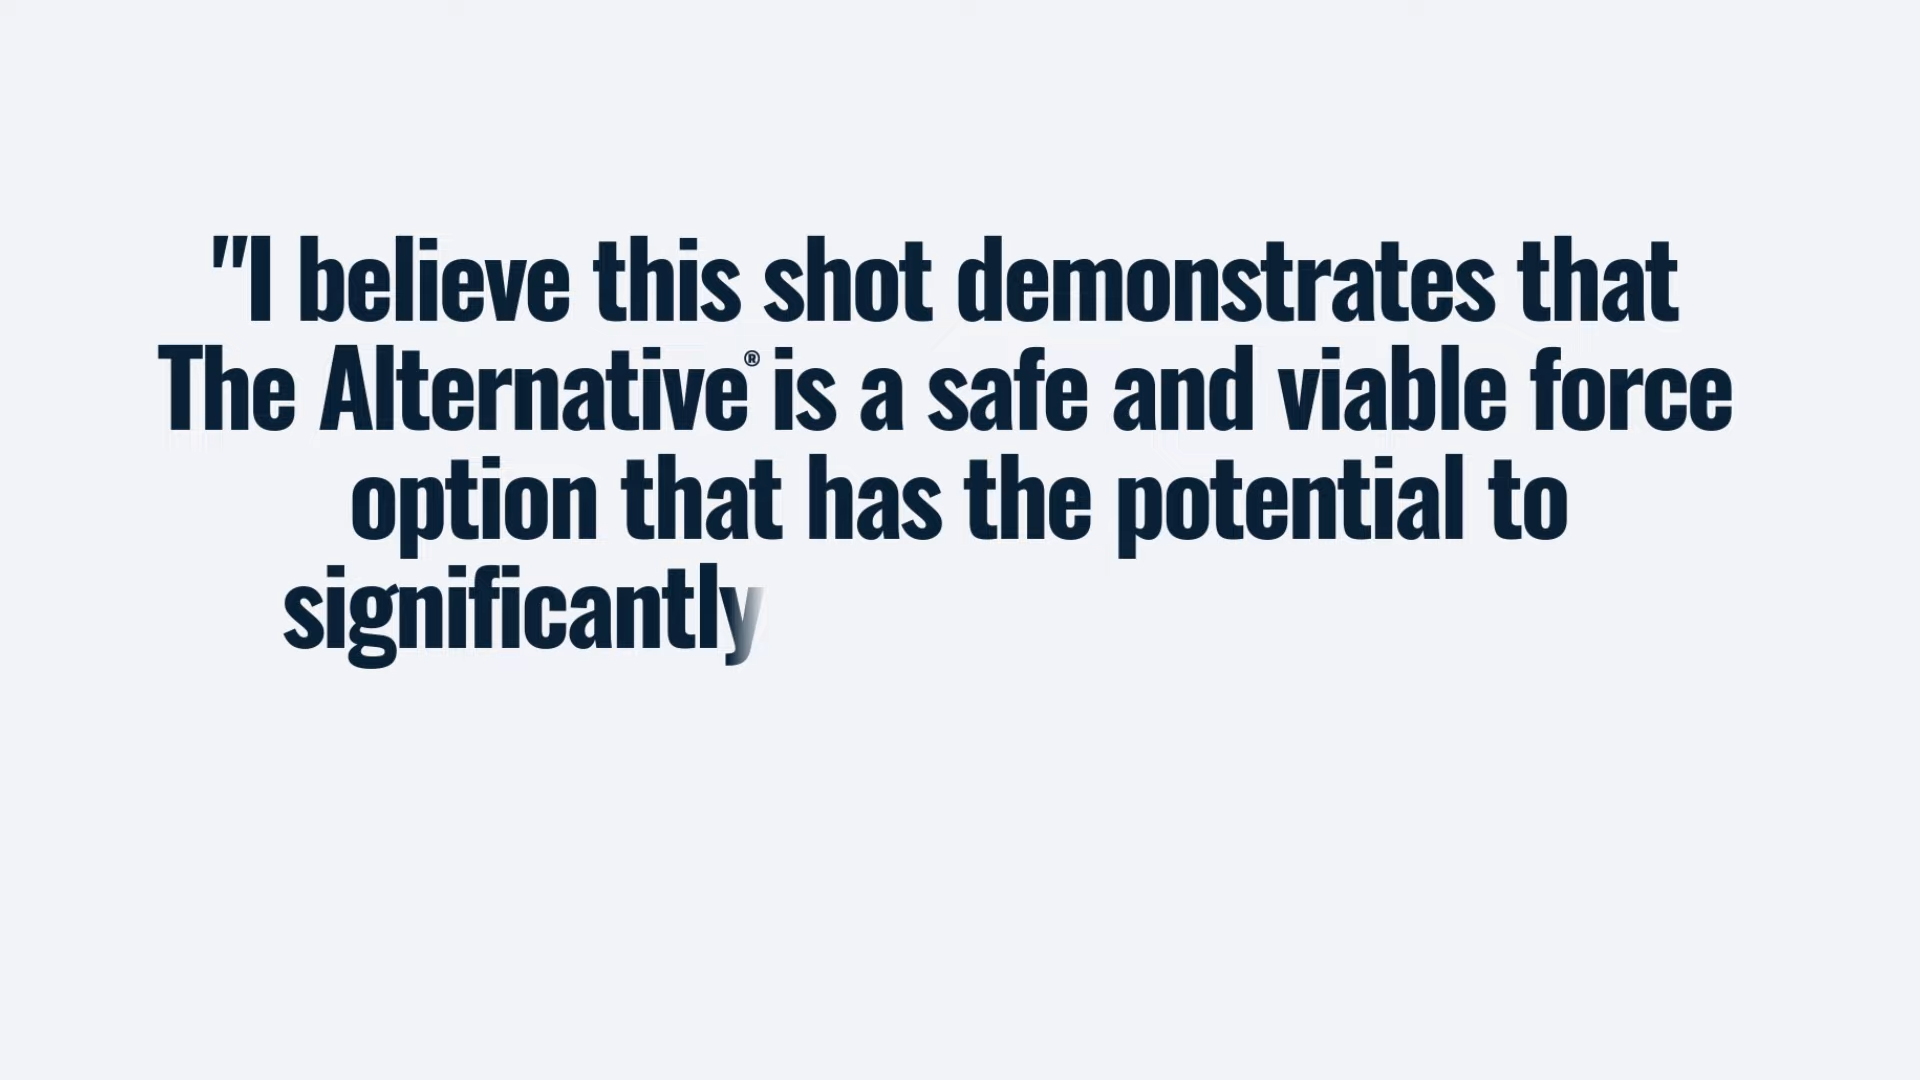 "I believe this shot demonstrates that
The Alternative® is a safe and viable force
option that has the potential to
significantly